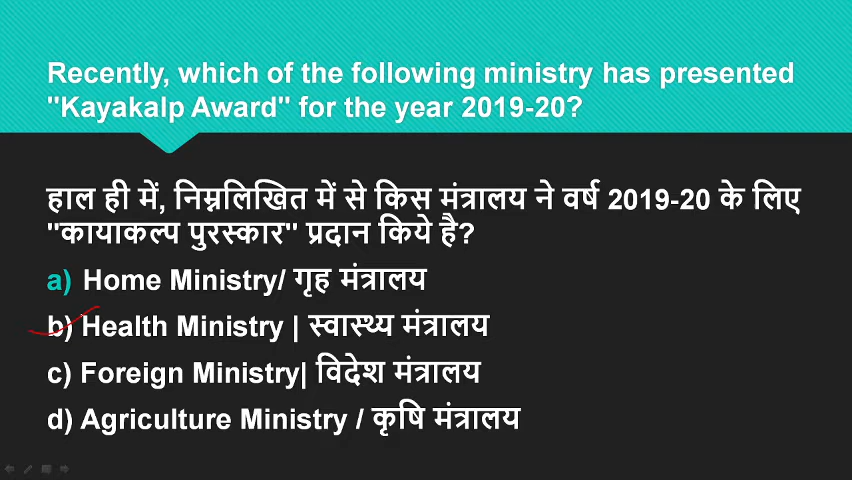 Recently, which of the following ministry has presented
"Kayakalp Award" for the year 2019-20?
हाल ही में, निम्नलिखित में से किस मंत्रालय ने वर्ष 2019-20 के लिए
"कायाकल्प पुरस्कार" प्रदान किये है?
a) Home Ministry/ गृह मंत्रालय
b) Health Ministry | स्वास्थ्य मंत्रालय
c) Foreign Ministry| विदेश मंत्रालय
d) Agriculture Ministry / कृषि मंत्रालय